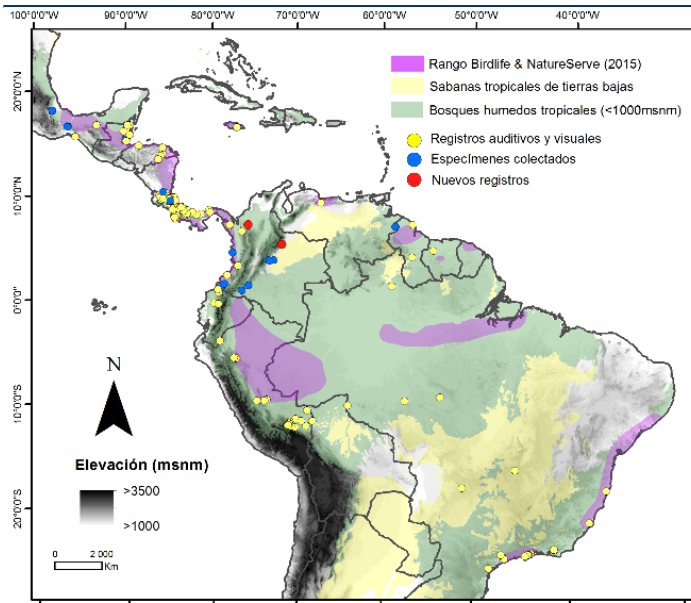 100°0'0"W 90°0'0"W 80°0'0"W 70°0'0"W 60°0'0"W 50°0'0"W 40°0'0"W
20°0'0"N
10°0'0"N
0°0'0"N
10°0'0"S
20°0'0"S
Rango Birdlife & NatureServe (2015)
Sabanas tropicales de tierras bajas
Bosques humedos tropicales (<1000msnm)
Registros auditivos y visuales
Especímenes colectados
Nuevos registros
N
Elevación (msnm)
>3500
>1000
0 2 000
Km